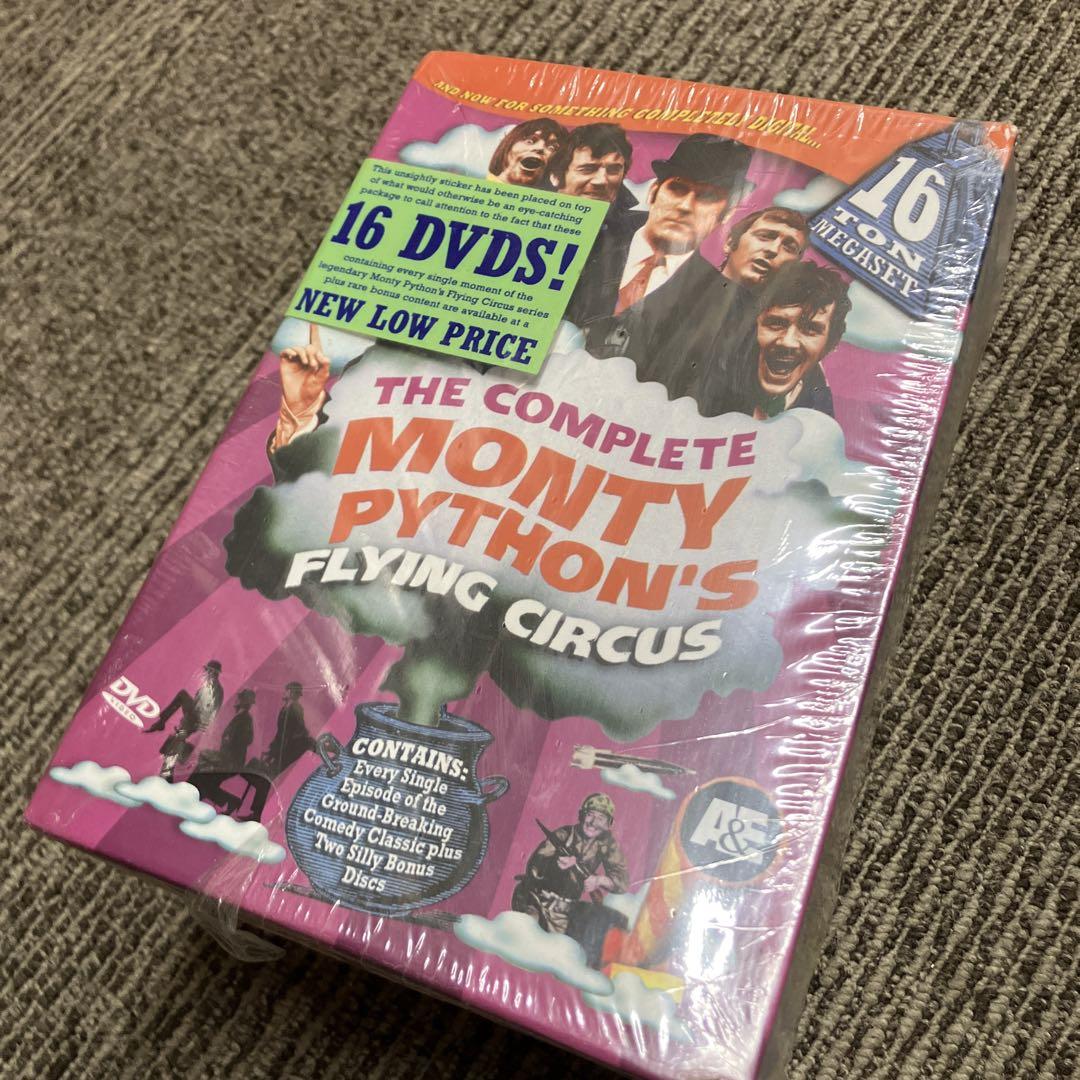 AND NOW FOR SOMETHING COMPLETELY DIGITAL...
16
TON
MEGASET
This unsightly sticker has been placed on top
of what would otherwise be an eye-catching
package to call attention to the fact that these
16 DVDS!
containing every single moment of the
legendary Monty Python's Flying Circus series
plus rare bonus content are available at a
NEW LOW PRICE
THE COMPLETE
MONTY
PYTHON'S
FLYING CIRCUS
DVD
VIDEO
CONTAINS:
Every Single
Episode of the
Ground-Breaking
Comedy Classic plus
Two Silly Bonus
Discs
A&E